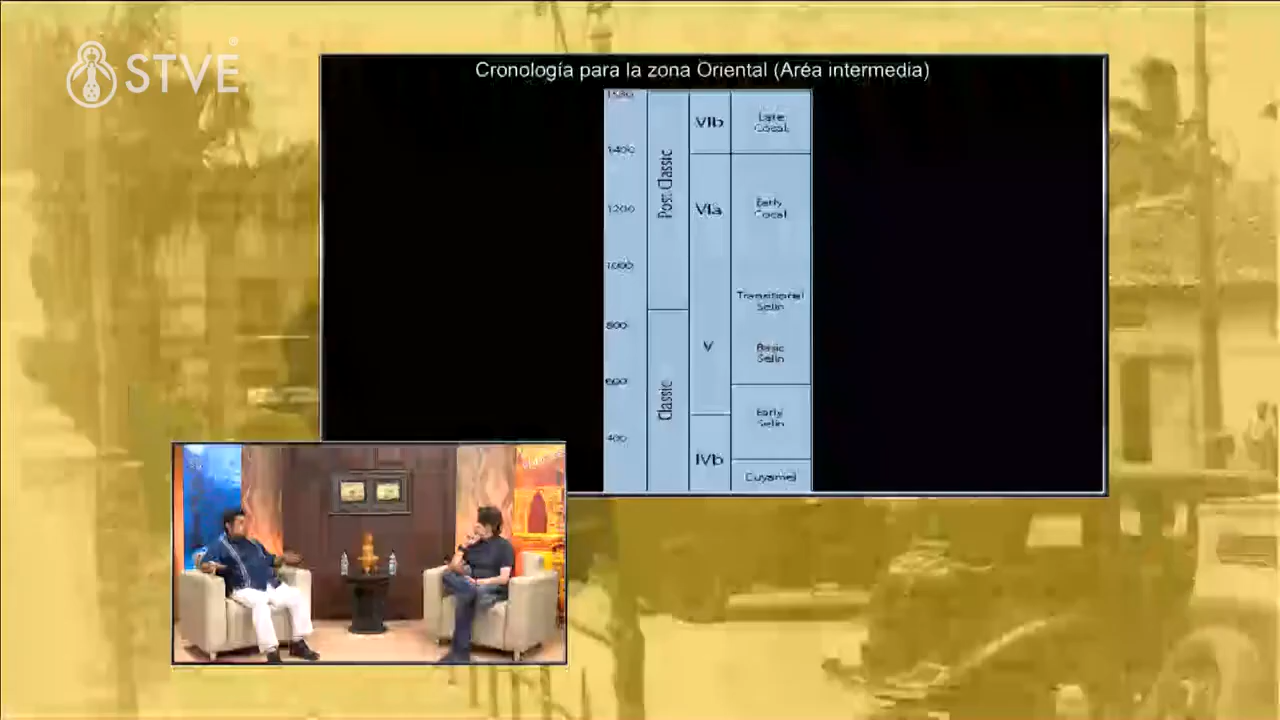 STVE
®
Cronología para la zona Oriental (Aréa intermedia)
1500
1400
1200
1000
800
600
400
Post Classic
Classic
VIb
VIa
V
IVb
Late
Cocal
Early
Cocal
Transitional
Selin
Basic
Selin
Early
Selin
Cuyamel